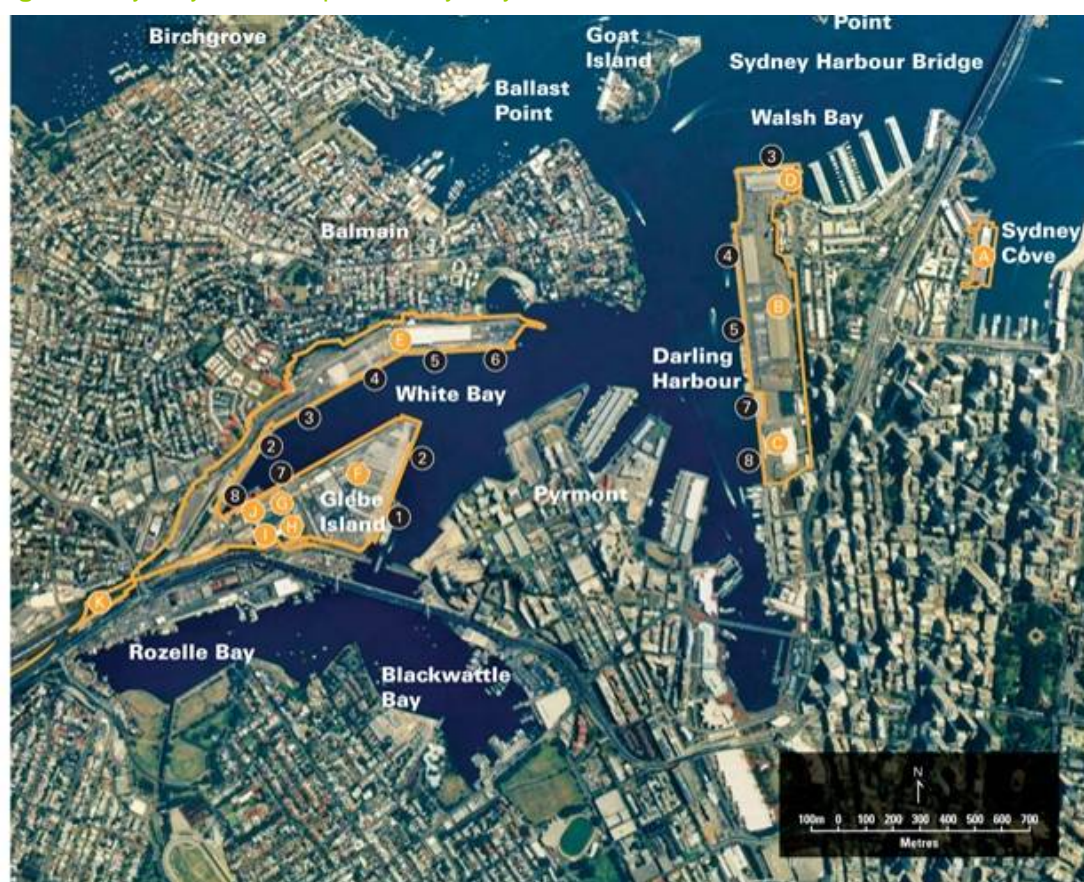 Point
Birchgrove
Goat
Island
Sydney Harbour Bridge
Ballast
Point
Walsh Bay
3
D
Balmain
Sydney
Cove
A
4
B
E
5
5
6
Darling
Harbour
4
White Bay
7
3
2
C
2
7
F
8
8
Pyrmont
G
Glebe
Island
J
1
H
I
K
Rozelle Bay
Blackwattle
Bay
N
100m 0 100 200 300 400 500 600 700
Metres